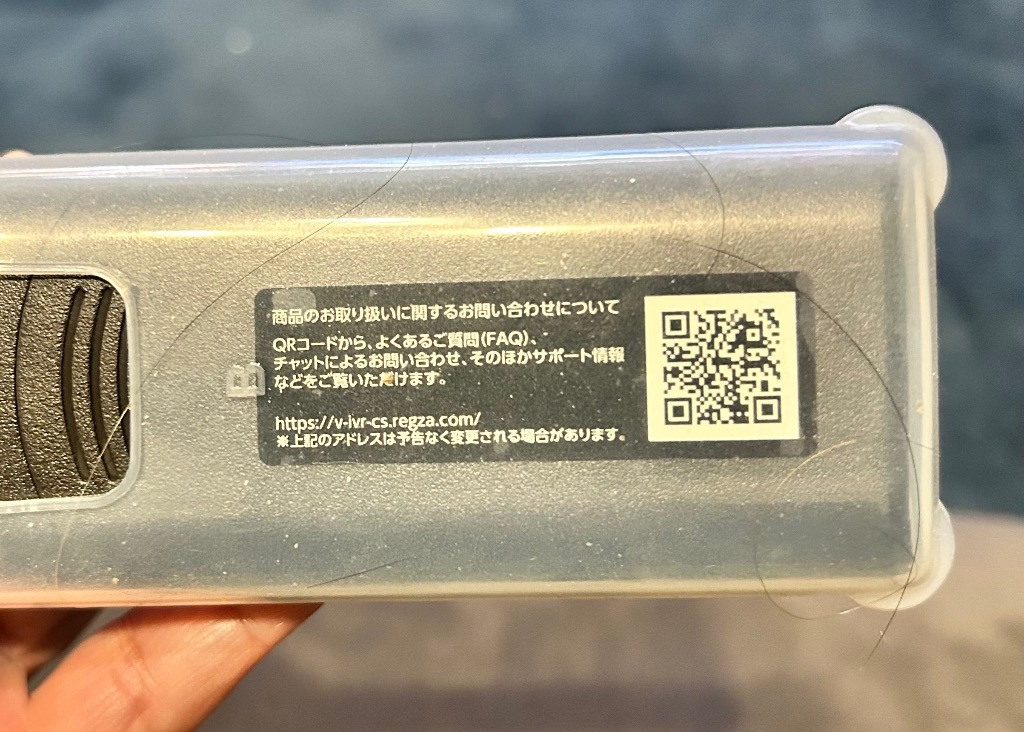 商品のお取り扱いに関するお問い合わせについて
QRコードから、よくあるご質問(FAQ)、
チャットによるお問い合わせ、そのほかサポート情報
などをご覧いただけます。
https://v-ivr-cs.regza.com/
※上記のアドレスは予告なく変更される場合があります。